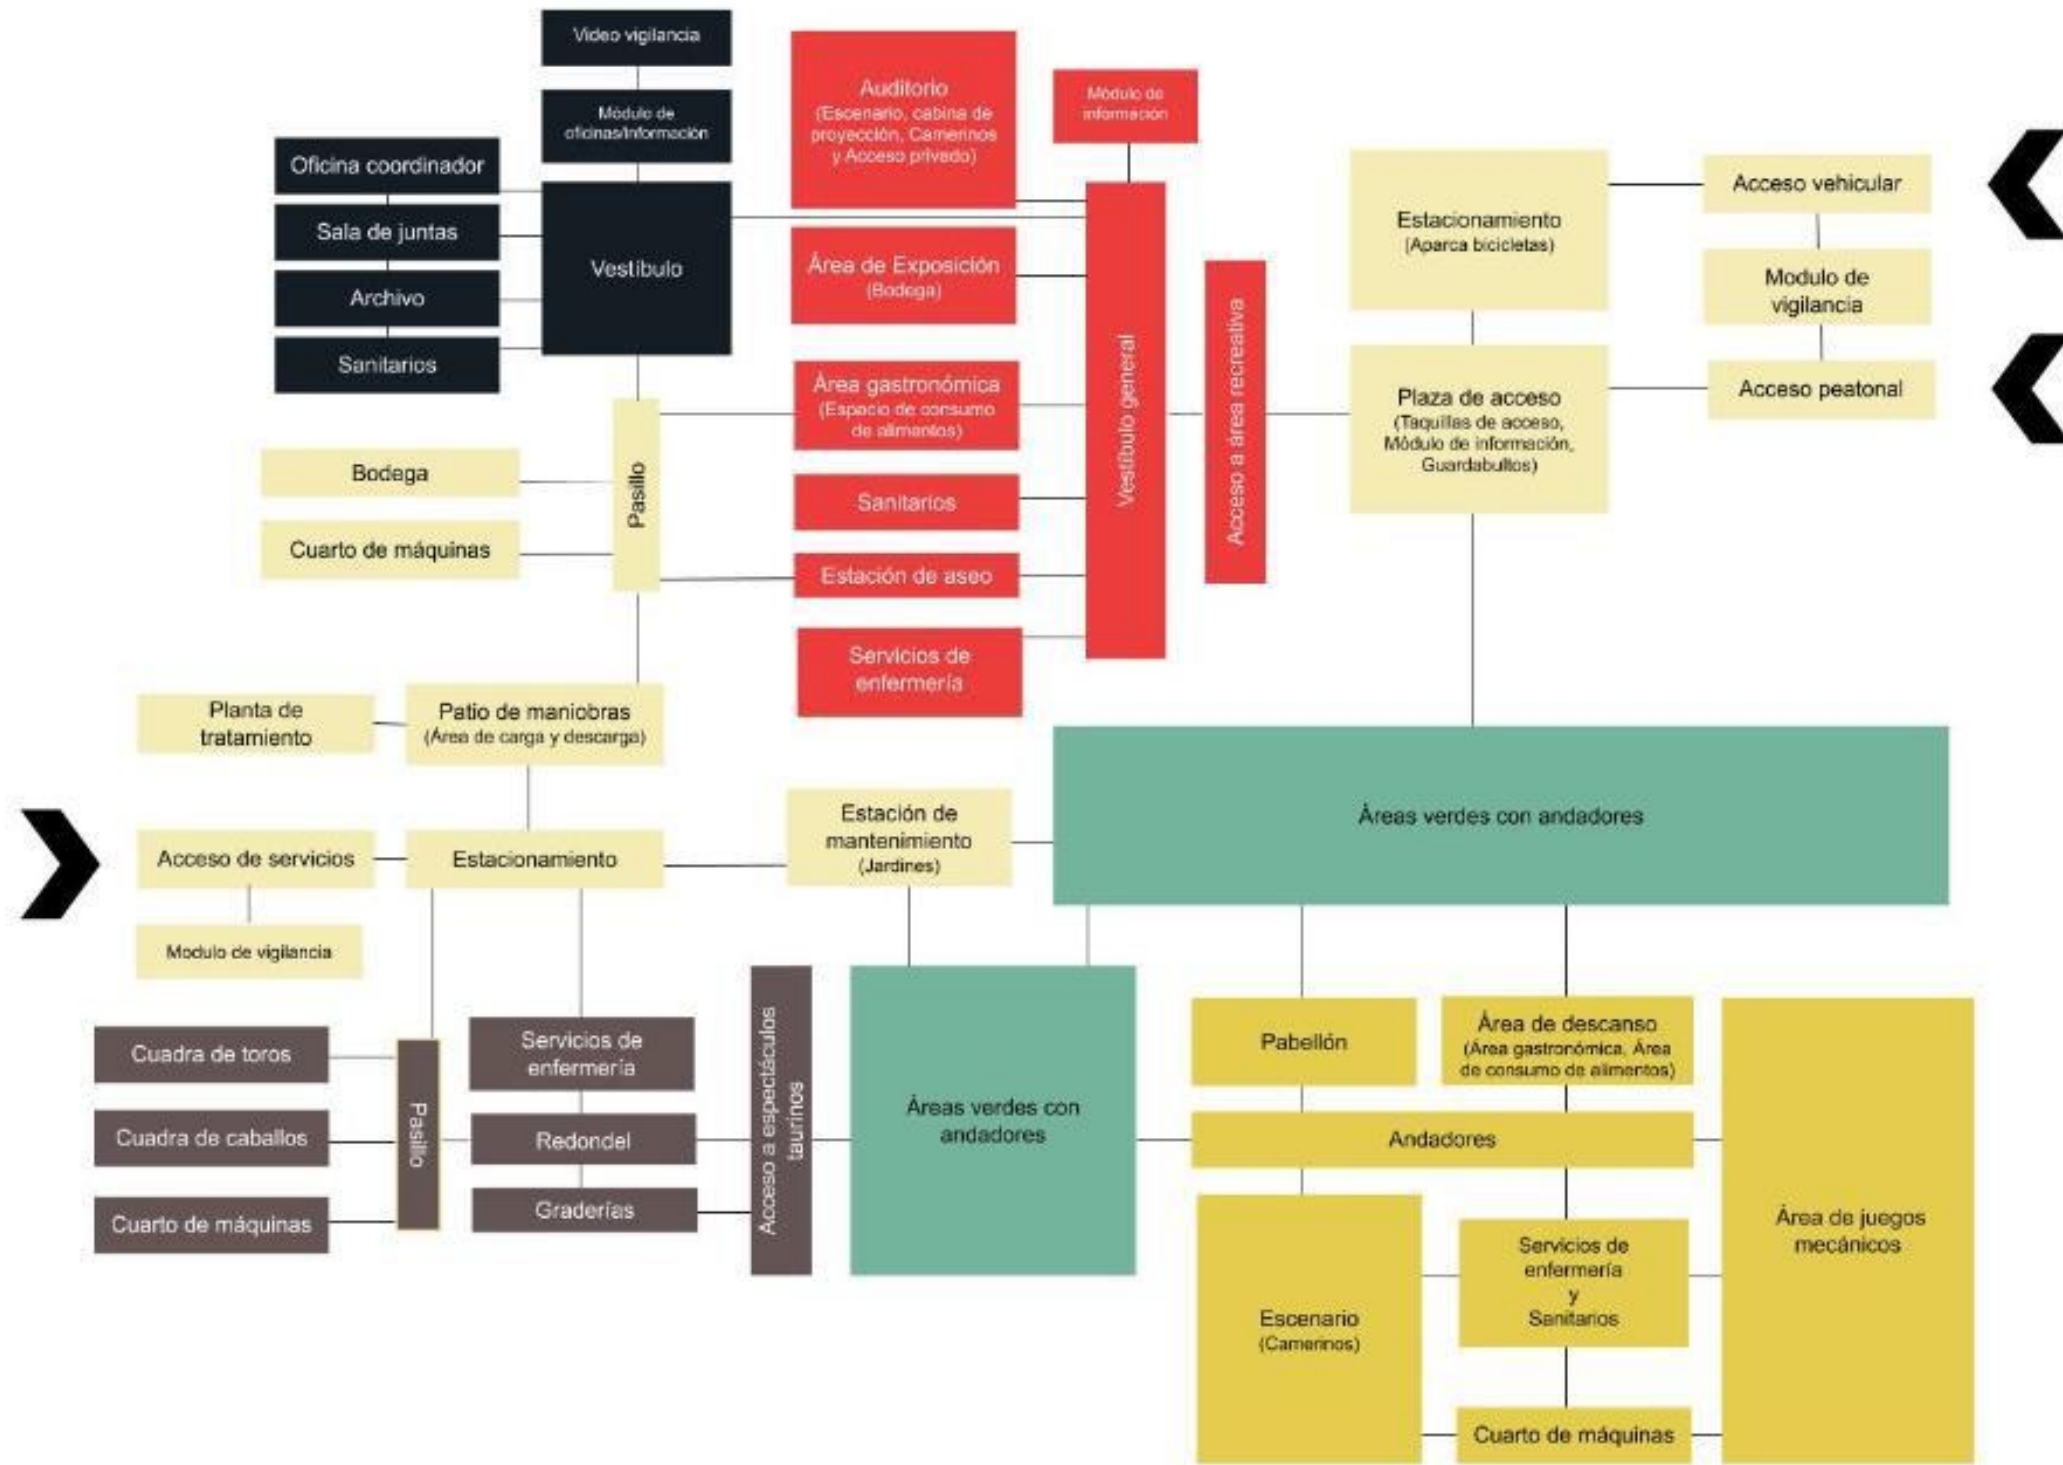 Video vigilancia
Módulo de
oficinas/información
Oficina coordinador
Sala de juntas
Archivo
Sanitarios
Vestíbulo
Auditorio
(Escenario, cabina de
proyección, Camerinos
y Acceso privado)
Módulo de
información
Área de Exposición
(Bodega)
Área gastronómica
(Espacio de consumo
de alimentos)
Sanitarios
Estación de aseo
Servicios de
enfermería
Vestíbulo general
Acceso a área recreativa
Estacionamiento
(Aparca bicicletas)
Acceso vehicular
Modulo de
vigilancia
Acceso peatonal
Plaza de acceso
(Taquillas de acceso,
Módulo de información,
Guardabultos)
Bodega
Cuarto de máquinas
Pasillo
Planta de
tratamiento
Patio de maniobras
(Área de carga y descarga)
Acceso de servicios
Estacionamiento
Modulo de vigilancia
Estación de
mantenimiento
(Jardines)
Áreas verdes con andadores
Cuadra de toros
Cuadra de caballos
Cuarto de máquinas
Pasillo
Servicios de
enfermería
Redondel
Graderías
Acceso a espectáculos
taurinos
Áreas verdes con
andadores
Pabellón
Área de descanso
(Área gastronómica, Área
de consumo de alimentos)
Andadores
Escenario
(Camerinos)
Servicios de
enfermería
y
Sanitarios
Cuarto de máquinas
Área de juegos
mecánicos